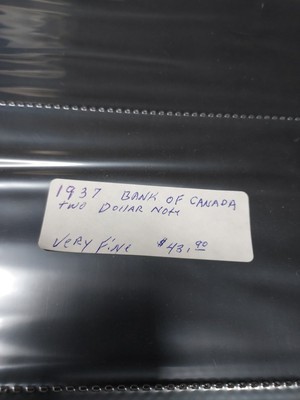 1937 BANK OF CANADA
two Dollar Note
Very Fine $43.90